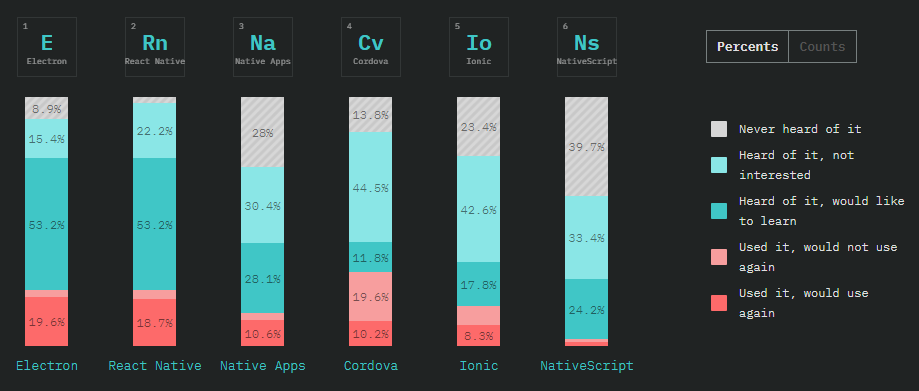 1
E
Electron
2
Rn
React Native
3
Na
Native Apps
4
Cv
Cordova
5
Io
Ionic
6
Ns
NativeScript
Percents
Counts
8.9%
15.4%
53.2%
19.6%
22.2%
53.2%
18.7%
28%
30.4%
28.1%
10.6%
13.8%
44.5%
11.8%
19.6%
10.2%
23.4%
42.6%
17.8%
8.3%
39.7%
33.4%
24.2%
Electron
React Native
Native Apps
Cordova
Ionic
NativeScript
Never heard of it
Heard of it, not
interested
Heard of it, would like
to learn
Used it, would not use
again
Used it, would use
again